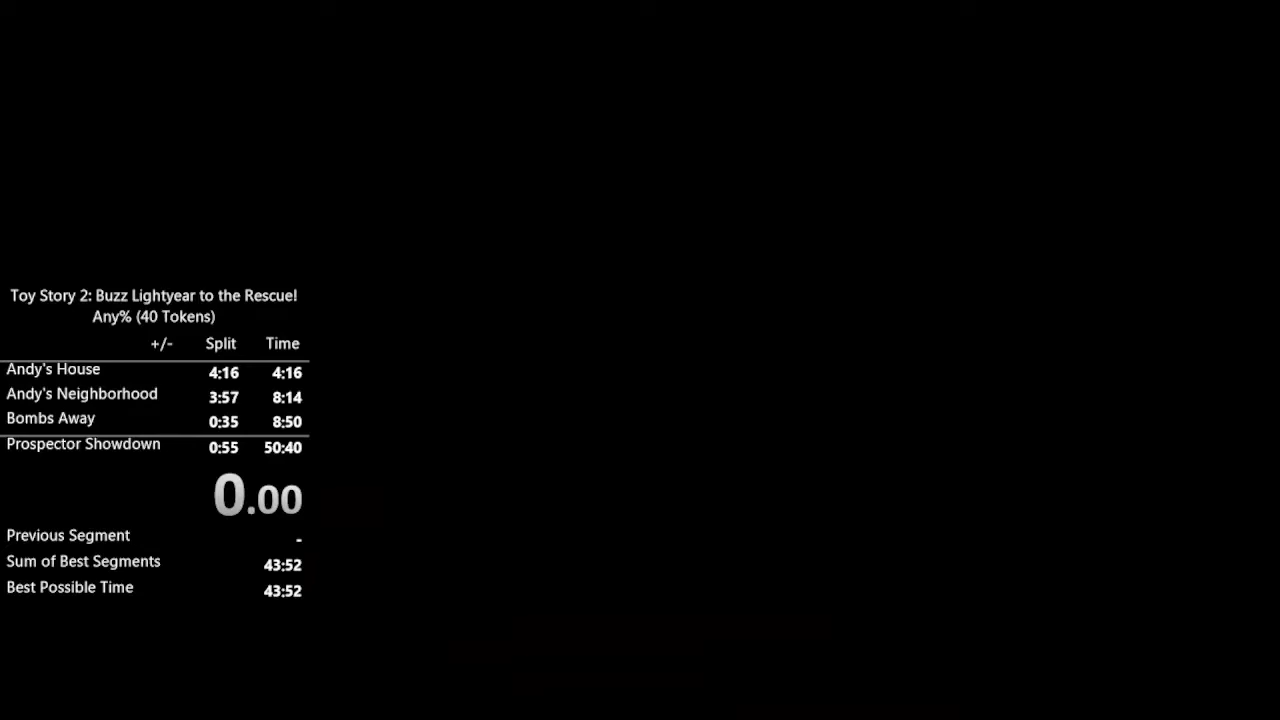 Toy Story 2: Buzz Lightyear to the Rescue!
Any% (40 Tokens)
+/- Split Time
Andy's House 4:16 4:16
Andy's Neighborhood 3:57 8:14
Bombs Away 0:35 8:50
Prospector Showdown 0:55 50:40
0.00
Previous Segment -
Sum of Best Segments 43:52
Best Possible Time 43:52